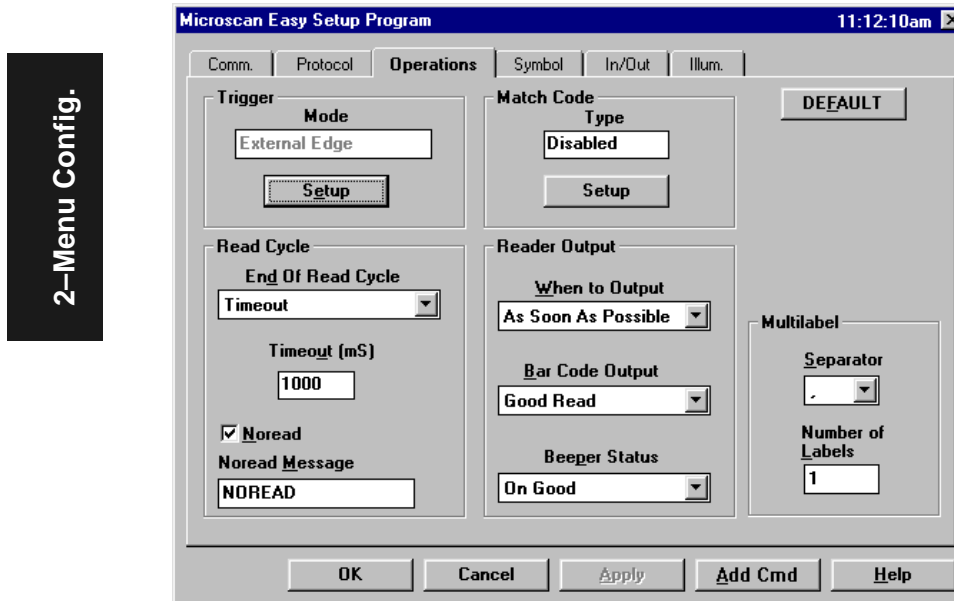 2–Menu Config.
Microscan Easy Setup Program 11:12:10am
Comm. Protocol Operations Symbol In/Out Illum.
Trigger
Mode
External Edge
Setup
Match Code
Type
Disabled
Setup
DEFAULT
Read Cycle
End Of Read Cycle
Timeout
Timeout (mS)
1000
Noread
Noread Message
NOREAD
Reader Output
When to Output
As Soon As Possible
Bar Code Output
Good Read
Beeper Status
On Good
Multilabel
Separator
,
Number of
Labels
1
OK Cancel Apply Add Cmd Help